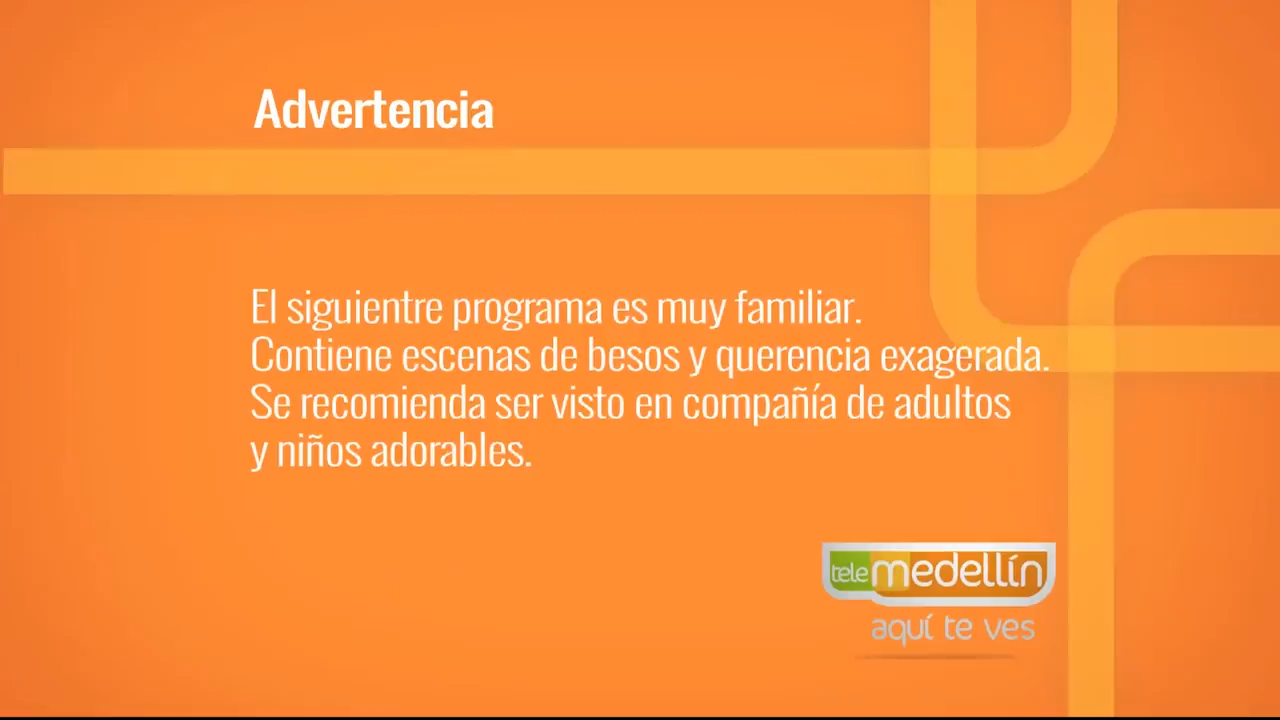 Advertencia
El siguientre programa es muy familiar.
Contiene escenas de besos y querencia exagerada.
Se recomienda ser visto en compañía de adultos
y niños adorables.
tele medellín
aquí te ves